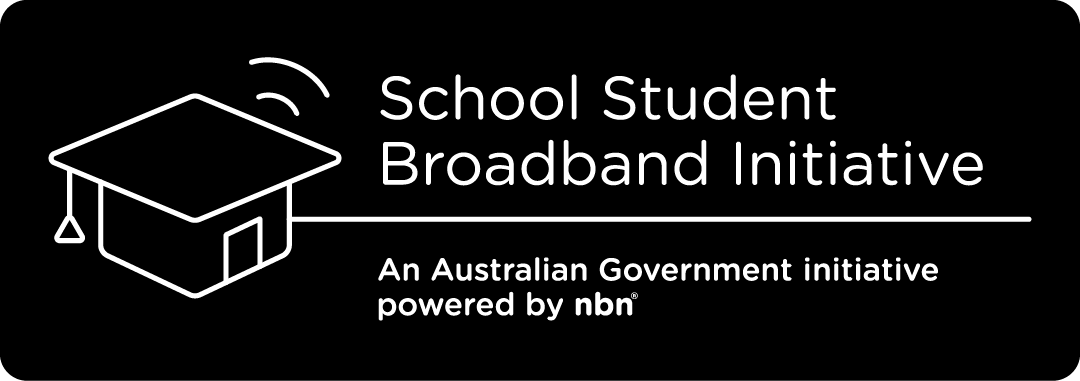 School Student
Broadband Initiative
An Australian Government initiative
powered by nbn®